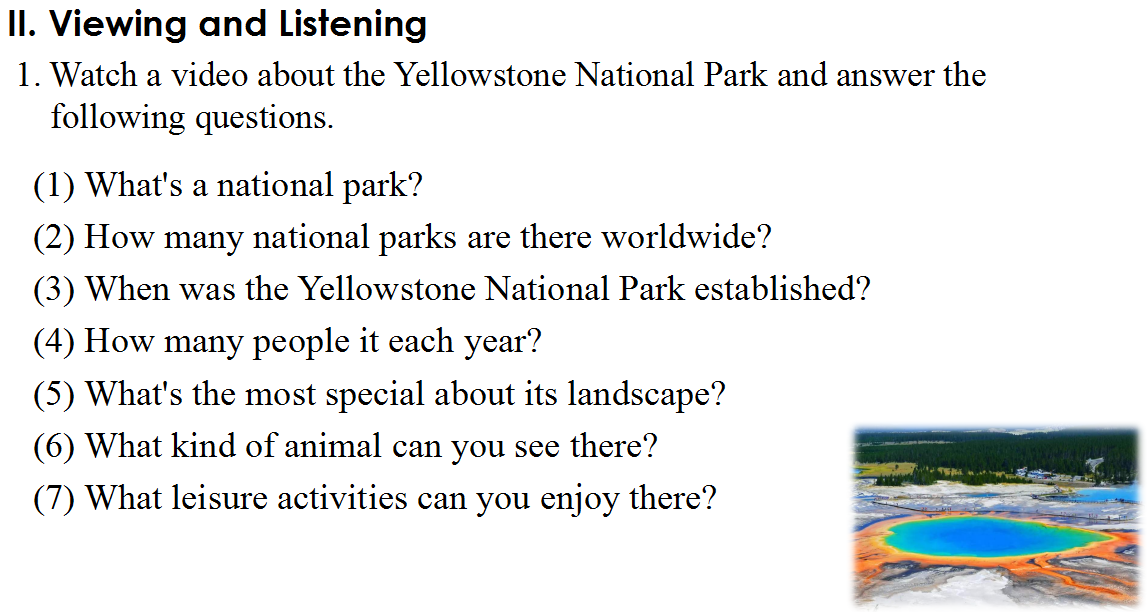 II. Viewing and Listening
1. Watch a video about the Yellowstone National Park and answer the
following questions.
(1) What's a national park?
(2) How many national parks are there worldwide?
(3) When was the Yellowstone National Park established?
(4) How many people it each year?
(5) What's the most special about its landscape?
(6) What kind of animal can you see there?
(7) What leisure activities can you enjoy there?